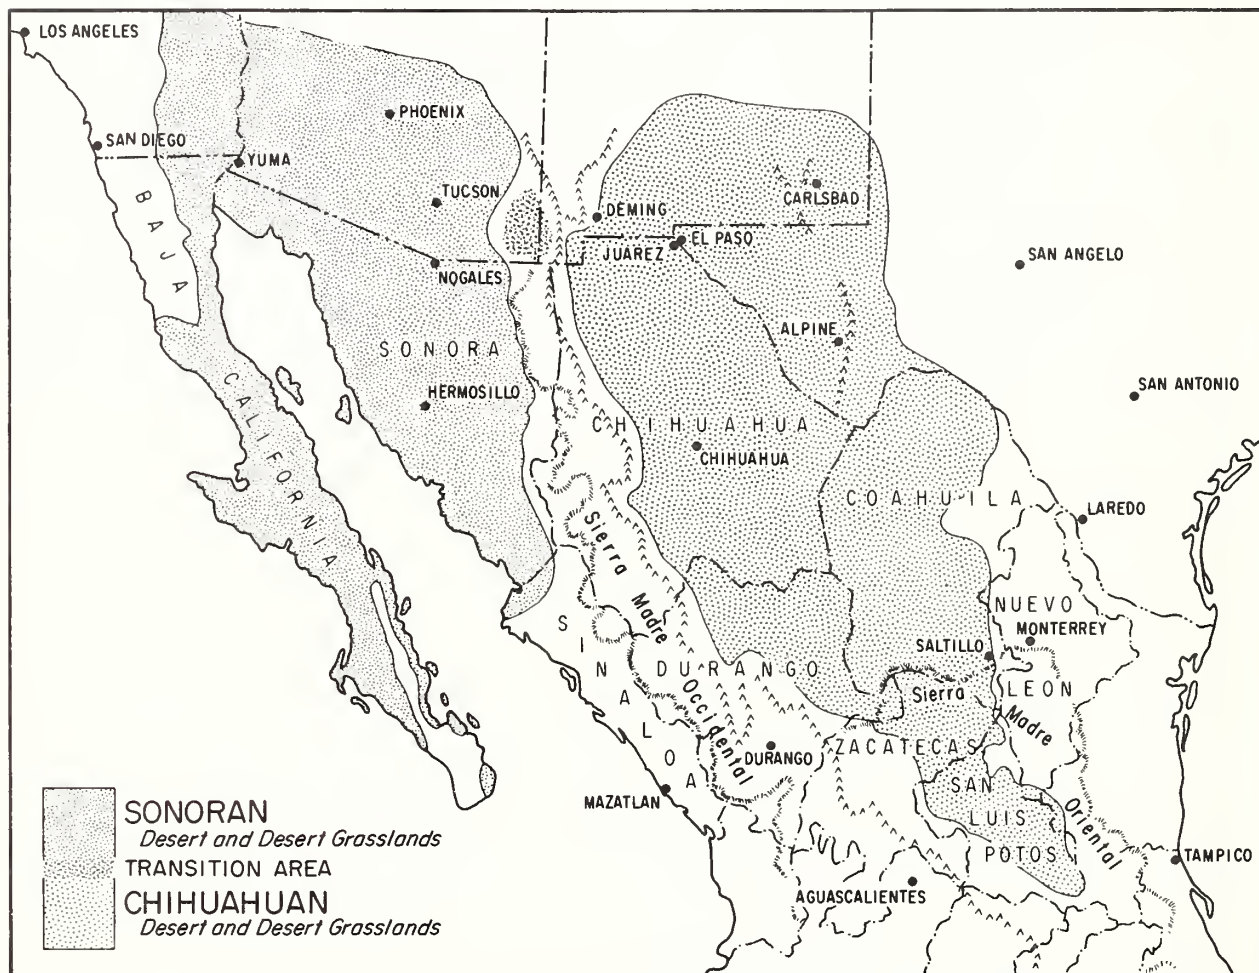 LOS ANGELES
PHOENIX
SAN DIEGO
YUMA
TUCSON
CARLSBAD
DEMING
EL PASO
JUÁREZ
SAN ANGELO
NOGALES
BAJA
ALPINE
SONORA
HERMOSILLO
SAN ANTONIO
CALIFORNIA
CHIHUAHUA
CHIHUAHUA
COAHUILA
LAREDO
Sierra Madre Occidental
NUEVO
MONTERREY
SINALOA
SALTILLO
DURANGO
LEON
Sierra Madre Oriental
DURANGO
ZACATECAS
SAN
LUIS
POTOS
MAZATLAN
TAMPICO
AGUASCALIENTES
SONORAN
Desert and Desert Grasslands
TRANSITION AREA
CHIHUAHUAN
Desert and Desert Grasslands